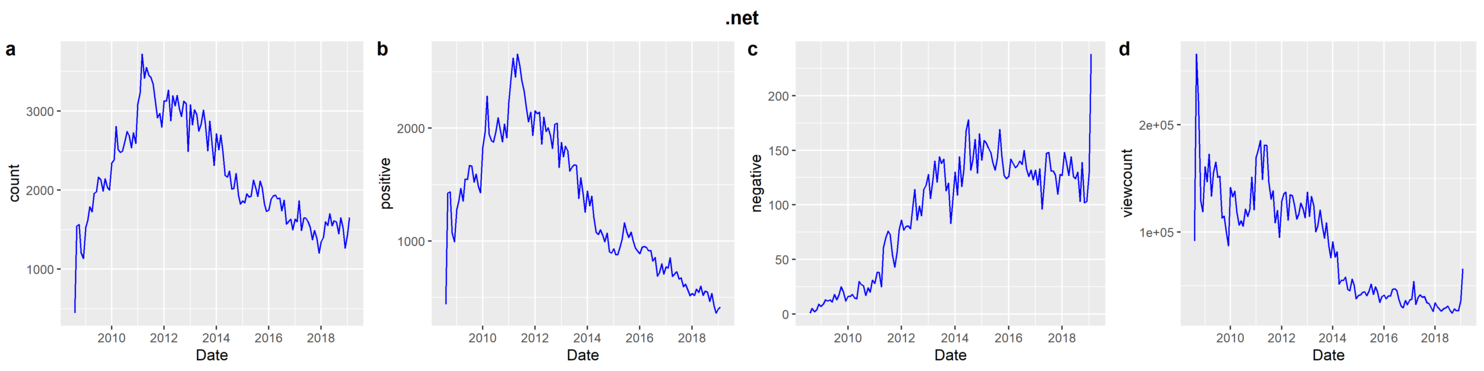 .net
a
count
3000
2000
1000
2010 2012 2014 2016 2018
Date
b
positive
2000
1000
2010 2012 2014 2016 2018
Date
c
negative
200
150
100
50
0
2010 2012 2014 2016 2018
Date
d
viewcount
2e+05
1e+05
2010 2012 2014 2016 2018
Date